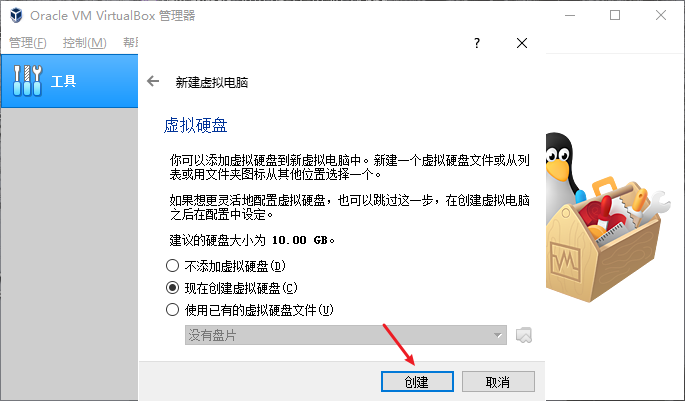 Oracle VM VirtualBox 管理器
管理(F) 控制(M) 帮
?
工具
新建虚拟电脑
虚拟硬盘
你可以添加虚拟硬盘到新虚拟电脑中。新建一个虚拟硬盘文件或从列
表或用文件夹图标从其他位置选择一个。
如果想更灵活地配置虚拟硬盘，也可以跳过这一步，在创建虚拟电脑
之后在配置中设定。
建议的硬盘大小为 10.00 GB。
不添加虚拟硬盘(D)
现在创建虚拟硬盘(C)
使用已有的虚拟硬盘文件(U)
没有盘片
创建 取消